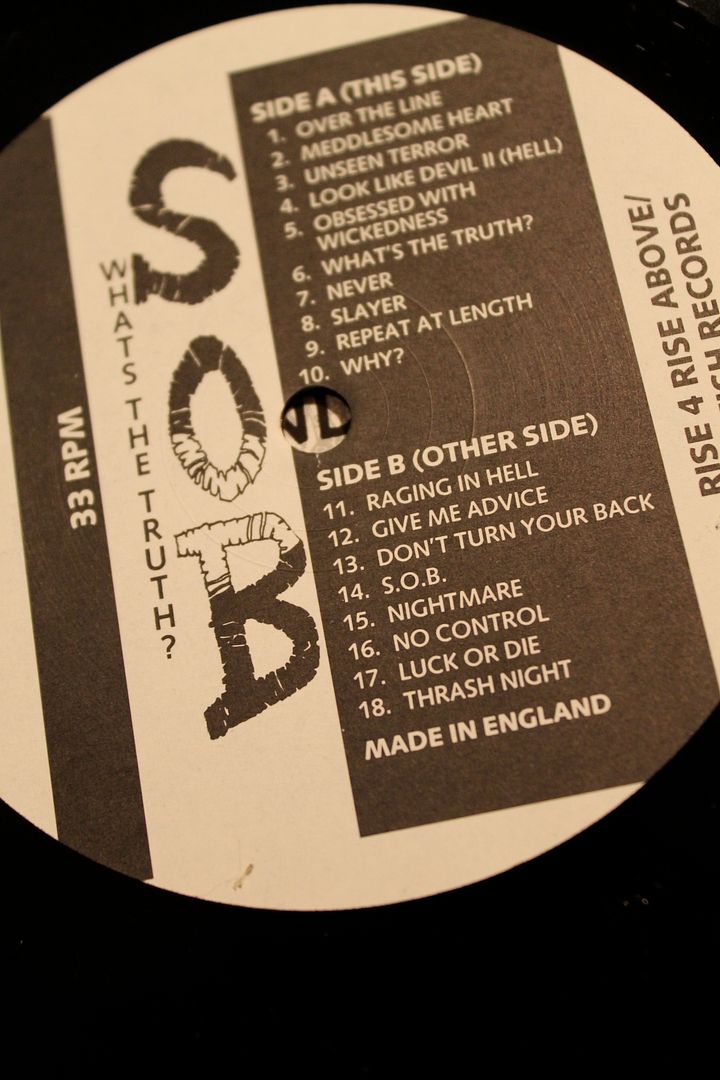 33 RPM
WHATS THE TRUTH?
S O B
SIDE A (THIS SIDE)
1. OVER THE LINE
2. MEDDLESOME HEART
3. UNSEEN TERROR
4. LOOK LIKE DEVIL II (HELL)
5. OBSESSED WITH
WICKEDNESS
6. WHAT'S THE TRUTH?
7. NEVER
8. SLAYER
9. REPEAT AT LENGTH
10. WHY?
SIDE B (OTHER SIDE)
11. RAGING IN HELL
12. GIVE ME ADVICE
13. DON'T TURN YOUR BACK
14. S.O.B.
15. NIGHTMARE
16. NO CONTROL
17. LUCK OR DIE
18. THRASH NIGHT
MADE IN ENGLAND
RISE 4 RISE ABOVE/
RECORDS